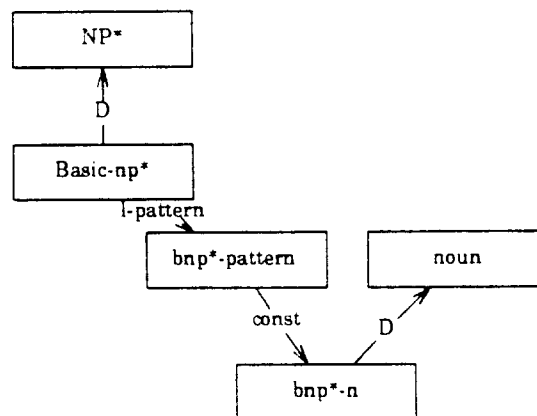 NP*
D
Basic-np*
l-pattern
bnp*-pattern
noun
const
D
bnp*-n